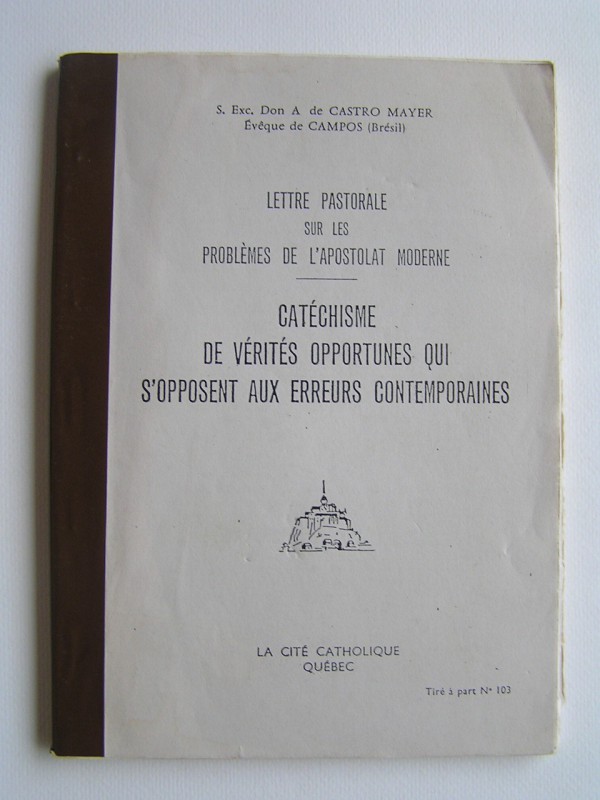 S. Exc. Don A de CASTRO MAYER
Évêque de CAMPOS (Brésil)
LETTRE PASTORALE
SUR LES
PROBLÈMES DE L'APOSTOLAT MODERNE
CATÉCHISME
DE VÉRITÉS OPPORTUNES QUI
S'OPPOSENT AUX ERREURS CONTEMPORAINES
LA CITÉ CATHOLIQUE
QUÉBEC
Tiré à part N° 103